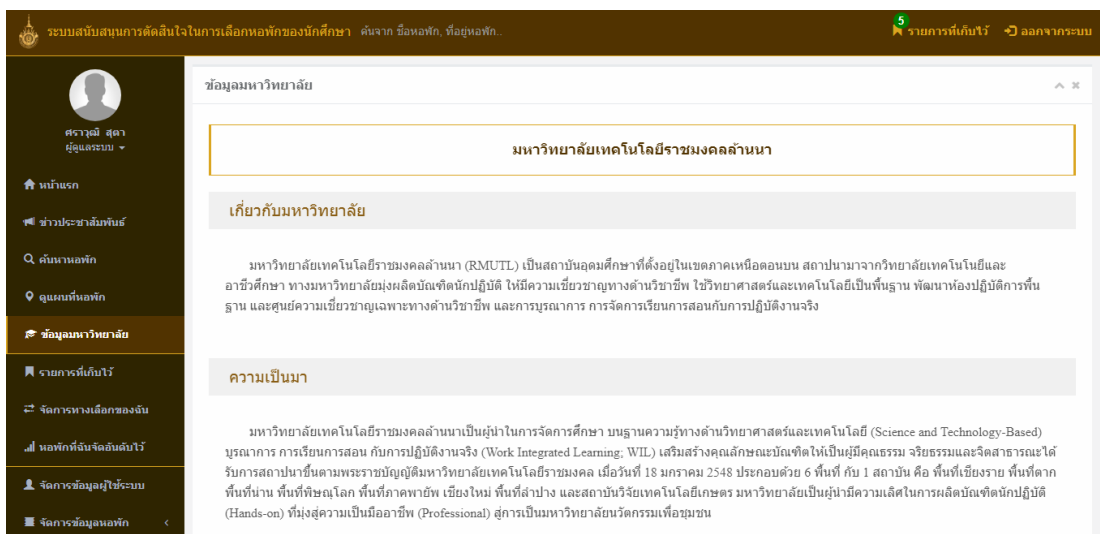 ระบบสนับสนุนการตัดสินใจในการเลือกหอพักของนักศึกษา ค้นจาก ชื่อหอพัก, ที่อยู่หอพัก..
5
รายการที่เก็บไว้
ออกจากระบบ
ศราวุฒิ สุดา
ผู้ดูแลระบบ
หน้าแรก
ข่าวประชาสัมพันธ์
ค้นหาหอพัก
ดูแผนที่หอพัก
ข้อมูลมหาวิทยาลัย
รายการที่เก็บไว้
จัดการทางเลือกของฉัน
หอพักที่ฉันจัดอันดับไว้
จัดการข้อมูลผู้ใช้ระบบ
จัดการข้อมูลหอพัก
ข้อมูลมหาวิทยาลัย
มหาวิทยาลัยเทคโนโลยีราชมงคลล้านนา
เกี่ยวกับมหาวิทยาลัย
มหาวิทยาลัยเทคโนโลยีราชมงคลล้านนา (RMUTL) เป็นสถาบันอุดมศึกษาที่ตั้งอยู่ในเขตภาคเหนือตอนบน สถาปนามาจากวิทยาลัยเทคโนโนยีและ
อาชีวศึกษา ทางมหาวิทยาลัยมุ่งผลิตบัณฑิตนักปฏิบัติ ให้มีความเชี่ยวชาญทางด้านวิชาชีพ ใช้วิทยาศาสตร์และเทคโนโลยีเป็นพื้นฐาน พัฒนาห้องปฏิบัติการพื้น
ฐาน และศูนย์ความเชี่ยวชาญเฉพาะทางด้านวิชาชีพ และการบูรณาการ การจัดการเรียนการสอนกับการปฏิบัติงานจริง
ความเป็นมา
มหาวิทยาลัยเทคโนโลยีราชมงคลล้านนาเป็นผู้นำในการจัดการศึกษา บนฐานความรู้ทางด้านวิทยาศาสตร์และเทคโนโลยี (Science and Technology-Based)
บูรณาการ การเรียนการสอน กับการปฏิบัติงานจริง (Work Integrated Learning; WIL) เสริมสร้างคุณลักษณะบัณฑิตให้เป็นผู้มีคุณธรรม จริยธรรมและจิตสาธารณะได้
รับการสถาปนาขึ้นตามพระราชบัญญัติมหาวิทยาลัยเทคโนโลยีราชมงคล เมื่อวันที่ 18 มกราคม 2548 ประกอบด้วย 6 พื้นที่ กับ 1 สถาบัน คือ พื้นที่เชียงราย พื้นที่ตาก
พื้นที่น่าน พื้นที่พิษณุโลก พื้นที่ภาคพายัพ เชียงใหม่ พื้นที่ลำปาง และสถาบันวิจัยเทคโนโลยีเกษตร มหาวิทยาลัยเป็นผู้นำมีความเลิศในการผลิตบัณฑิตนักปฏิบัติ
(Hands-on) ที่มุ่งสู่ความเป็นมืออาชีพ (Professional) สู่การเป็นมหาวิทยาลัยนวัตกรรมเพื่อชุมชน